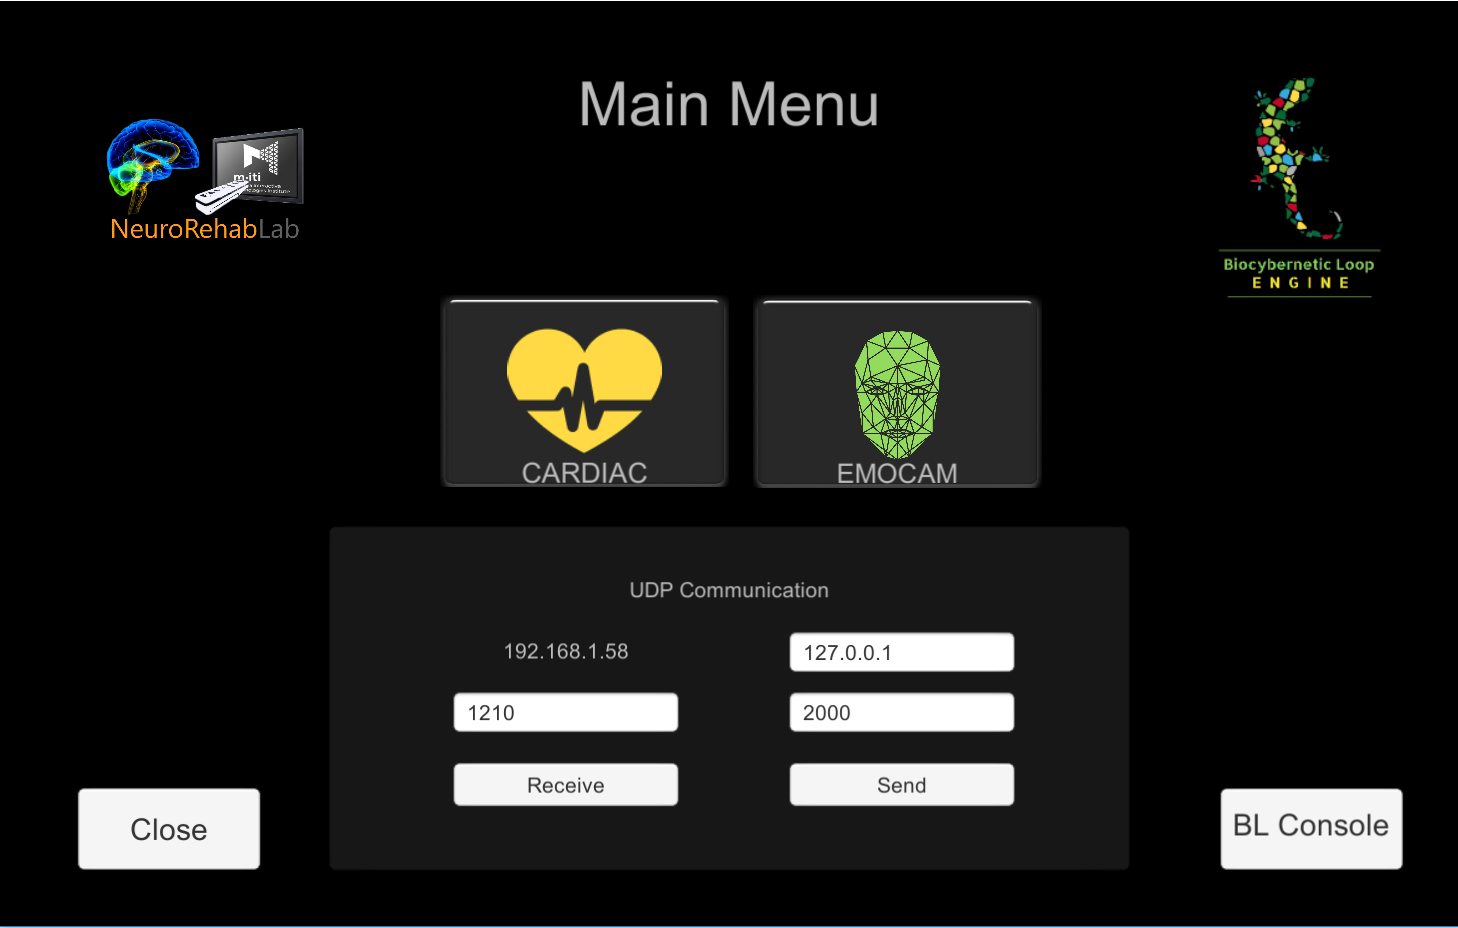 Main Menu
m-iti
NeuroRehabLab
Biocybernetic Loop
ENGINE
CARDIAC
EMOCAM
UDP Communication
192.168.1.58
127.0.0.1
1210
2000
Receive
Send
Close
BL Console